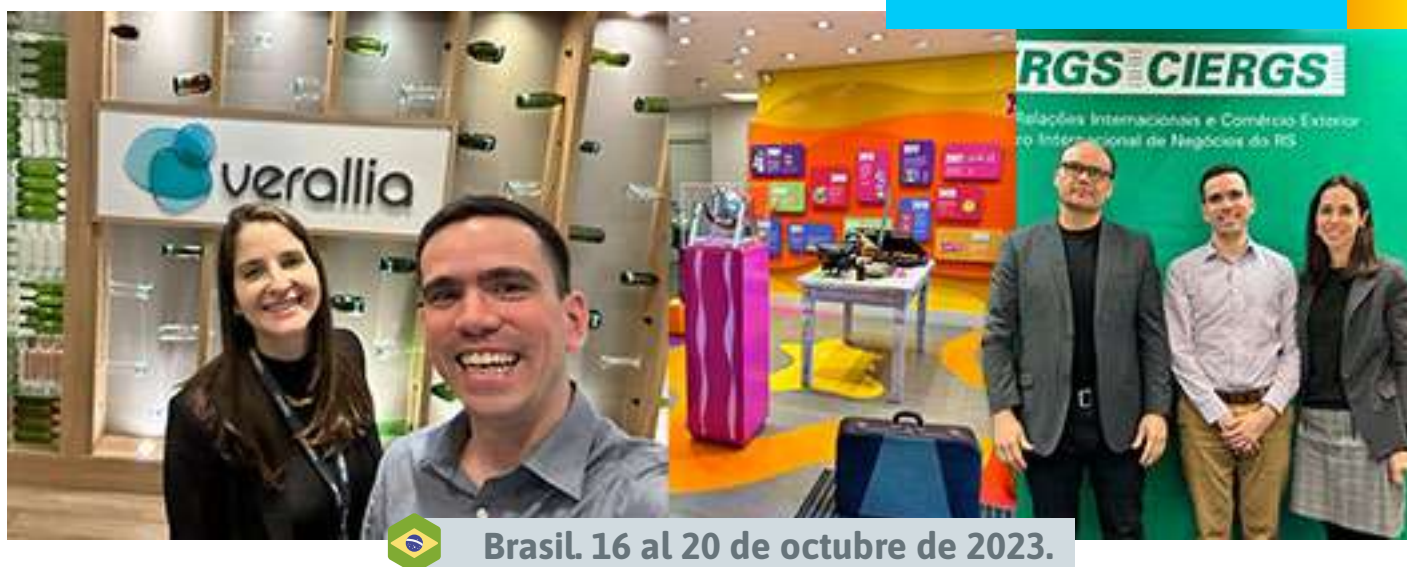 verallia
RGS CIERGS
Relações Internacionais e Comércio Exterior
ro Internacional de Negócios do RS
Brasil. 16 al 20 de octubre de 2023.